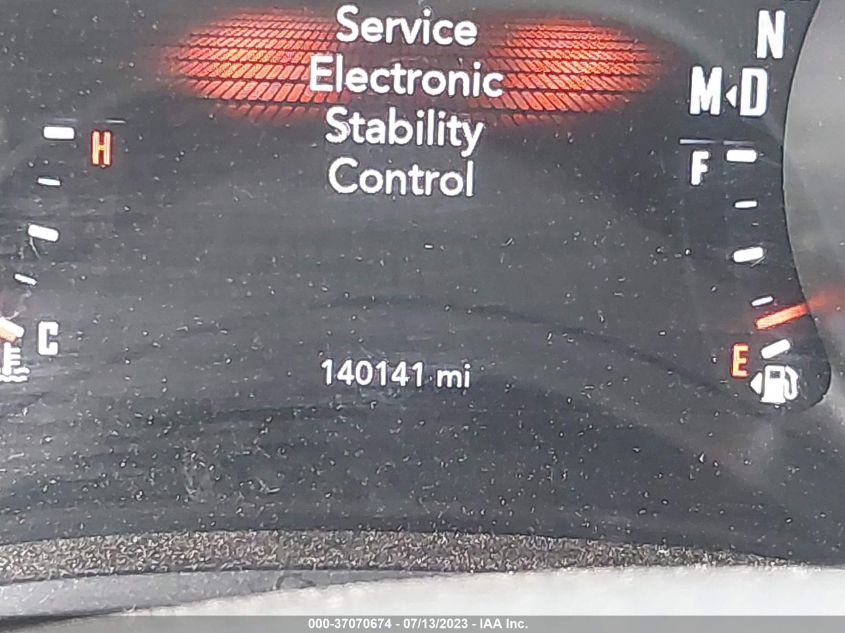 Service
Electronic
Stability
Control
N
M D
H
F
C
E
140141 mi
000-37070674 - 07/13/2023 - IAA Inc.